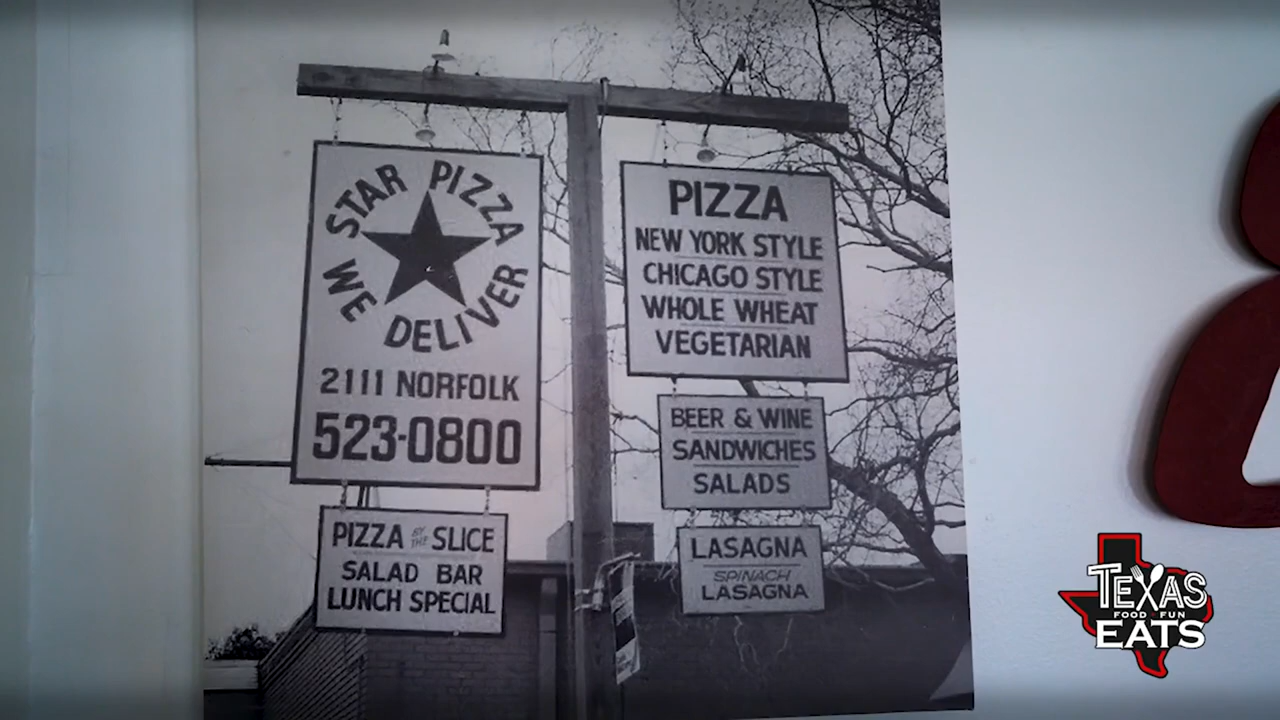 STAR PIZZA
WE DELIVER
2111 NORFOLK
523-0800
PIZZA BY THE SLICE
SALAD BAR
LUNCH SPECIAL
PIZZA
NEW YORK STYLE
CHICAGO STYLE
WHOLE WHEAT
VEGETARIAN
BEER & WINE
SANDWICHES
SALADS
LASAGNA
SPINACH
LASAGNA
TEXAS
FOOD FUN
EATS